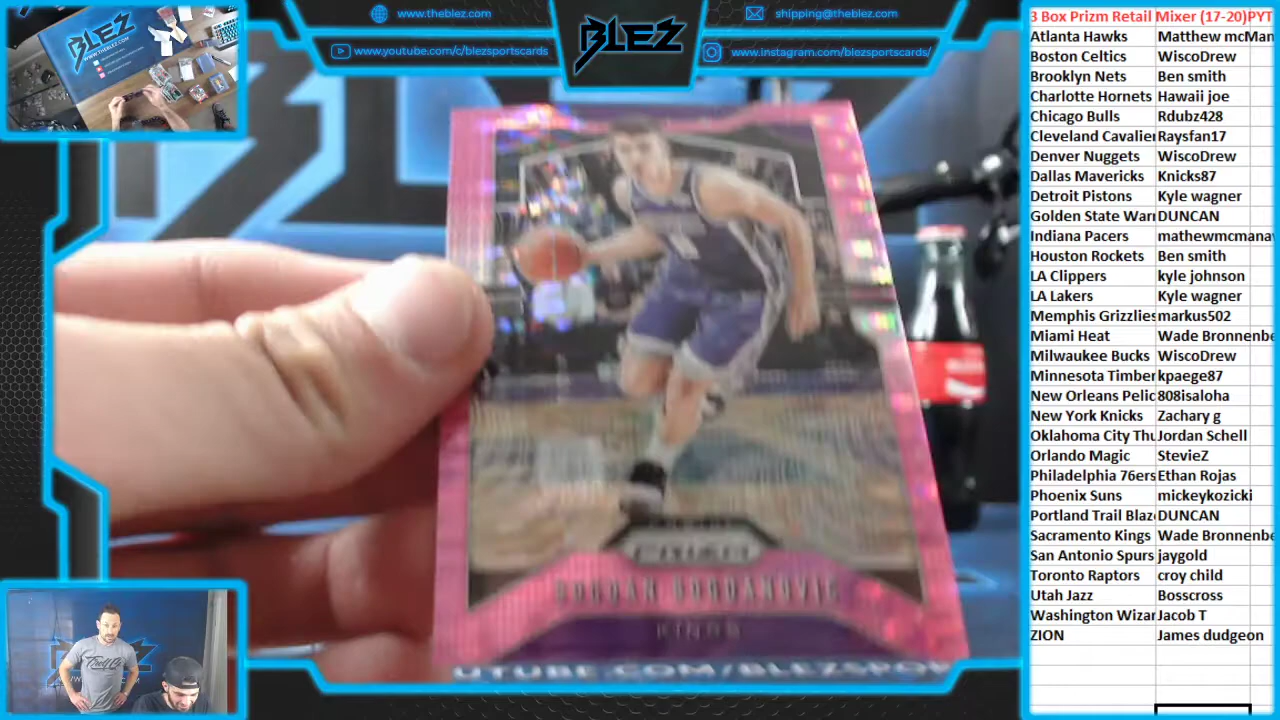 www.theblez.com
shipping@theblez.com
www.youtube.com/c/blezsportscards
BLEZ
www.instagram.com/blezsportscards/
3 Box Prizm Retail Mixer (17-20)PYT
Atlanta Hawks Matthew mcMan
Boston Celtics WiscoDrew
Brooklyn Nets Ben smith
Charlotte Hornets Hawaii joe
Chicago Bulls Rdubz428
Cleveland Cavalier Raysfan17
Denver Nuggets WiscoDrew
Dallas Mavericks Knicks87
Detroit Pistons Kyle wagner
Golden State Warr DUNCAN
Indiana Pacers mathewmcmana
Houston Rockets Ben smith
LA Clippers kyle johnson
LA Lakers Kyle wagner
Memphis Grizzlies markus502
Miami Heat Wade Bronnenbe
Milwaukee Bucks WiscoDrew
Minnesota Timber kpaege87
New Orleans Pelic 808isaloha
New York Knicks Zachary g
Oklahoma City Thu Jordan Schell
Orlando Magic StevieZ
Philadelphia 76ers Ethan Rojas
Phoenix Suns mickeykozicki
Portland Trail Blaz DUNCAN
Sacramento Kings Wade Bronnenbe
San Antonio Spurs jaygold
Toronto Raptors croy child
Utah Jazz Bosscross
Washington Wizar Jacob T
ZION James dudgeon
PRIZM
BOGDAN BOGDANOVIC
KINGS
UTUBE.COM/BLEZSPOR